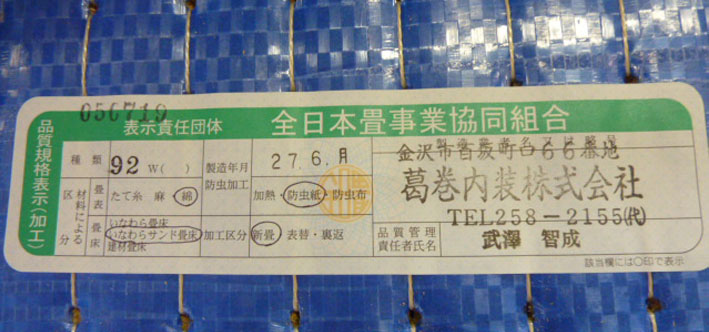 056719
表示責任団体 全日本畳事業協同組合
品質規格表示(加工)
種類 92W( ) 製造年月 27.6.月
材料による区分
畳表 たて糸 麻 綿 防虫加工 加熱・防虫紙・防虫布
畳床 いなわら畳床
いなわらサンド畳床
建材畳床
加工区分 新畳 表替・裏返
金沢市 町 66番地
葛巻内装株式会社
TEL258-2155(代)
品質管理責任者氏名 武澤 智成
該当欄には〇印で表示